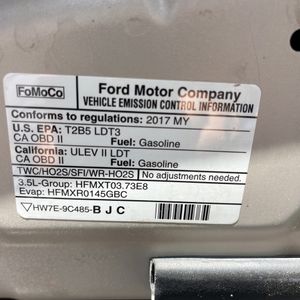 FoMoCo
Ford Motor Company
VEHICLE EMISSION CONTROL INFORMATION
Conforms to regulations: 2017 MY
U.S. EPA: T2B5 LDT3
CA OBD II Fuel: Gasoline
California: ULEV II LDT
CA OBD II Fuel: Gasoline
TWC/HO2S/SFI/WR-HO2S No adjustments needed.
3.5L-Group: HFMXT03.73E8
Evap: HFMXR0145GBC
HW7E-9C485-BJC